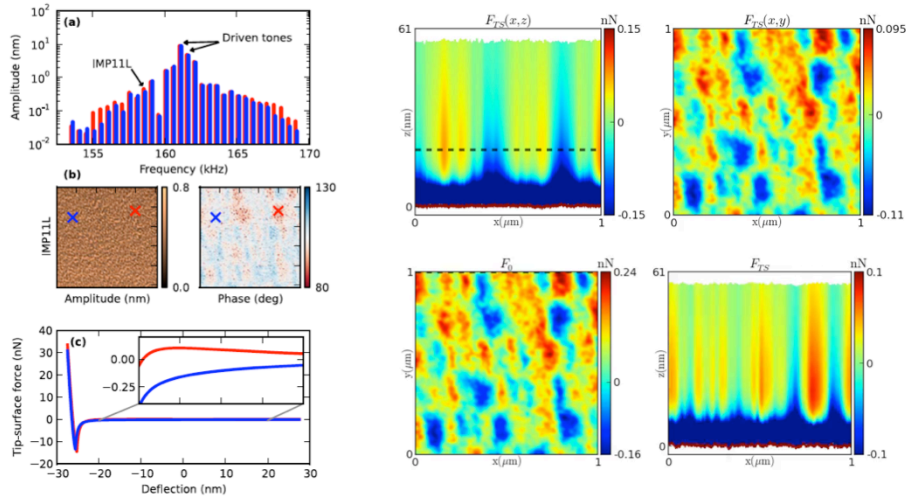 (a)
Driven tones
IMP11L
Amplitude (nm)
10²
10¹
10⁰
10⁻¹
10⁻²
155
160
165
170
Frequency (kHz)
(b)
IMP11L
0.8
0.0
Amplitude (nm)
130
80
Phase (deg)
(c)
Tip-surface force (nN)
40
30
20
10
0
−10
−20
0.00
−0.25
−30
−20
−10
0
10
20
30
Deflection (nm)
F_TS(x,z)
nN
61
z(nm)
0
0
1
x(μm)
0.15
0
-0.15
F_TS(x,y)
nN
1
y(μm)
0
0
1
x(μm)
0.095
0
-0.11
F_0
nN
1
y(μm)
0
0
1
x(μm)
0.24
0
-0.16
F_TS
nN
61
z(nm)
0
0
1
x(μm)
0.1
0
-0.1